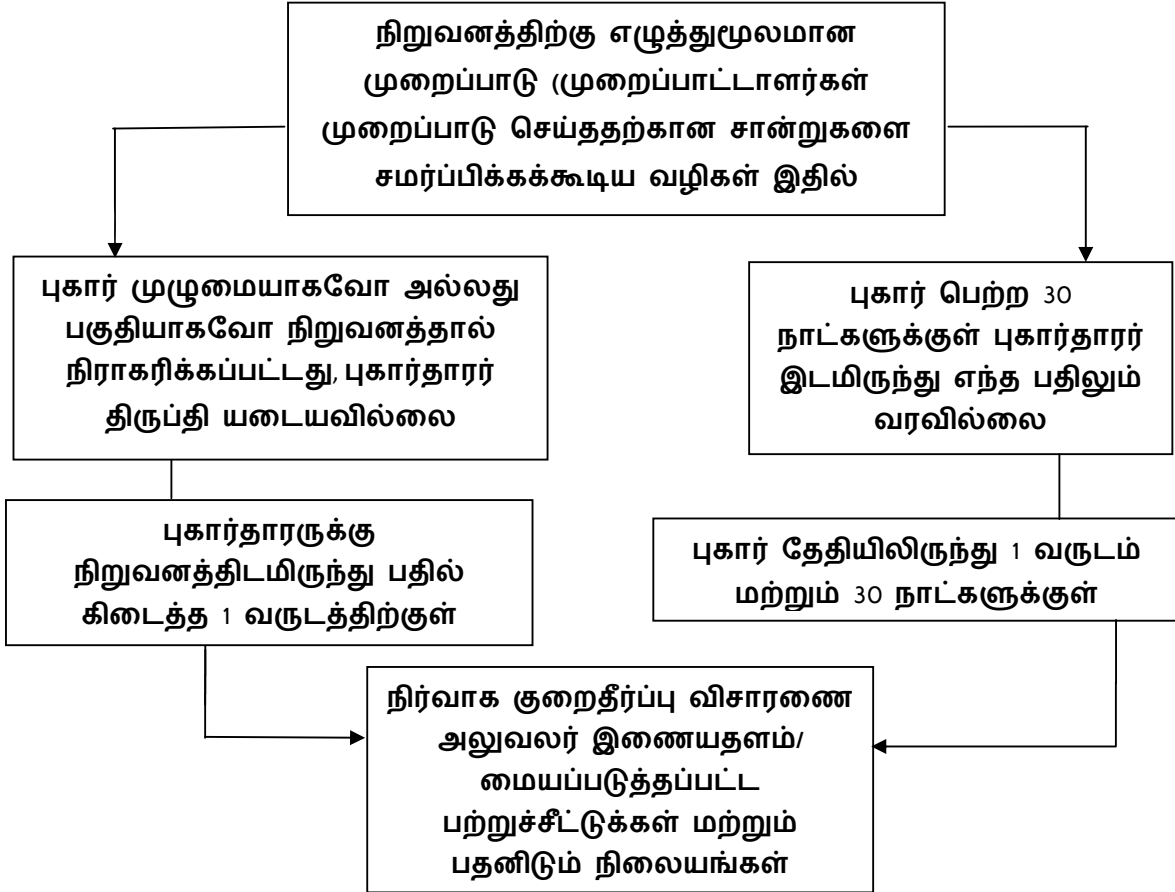 நிறுவனத்திற்கு எழுத்துமூலமான
முறைப்பாடு (முறைப்பாட்டாளர்கள்
முறைப்பாடு செய்ததற்கான சான்றுகளை
சமர்ப்பிக்கக்கூடிய வழிகள் இதில்
புகார் முழுமையாகவோ அல்லது
பகுதியாகவோ நிறுவனத்தால்
நிராகரிக்கப்பட்டது, புகார்தாரர்
திருப்தி யடையவில்லை
புகார் பெற்ற 30
நாட்களுக்குள் புகார்தாரர்
இடமிருந்து எந்த பதிலும்
வரவில்லை
புகார்தாரருக்கு
நிறுவனத்திடமிருந்து பதில்
கிடைத்த 1 வருடத்திற்குள்
புகார் தேதியிலிருந்து 1 வருடம்
மற்றும் 30 நாட்களுக்குள்
நிர்வாக குறைதீர்ப்பு விசாரணை
அலுவலர் இணையதளம்/
மையப்படுத்தப்பட்ட
பற்றுச்சீட்டுக்கள் மற்றும்
பதனிடும் நிலையங்கள்